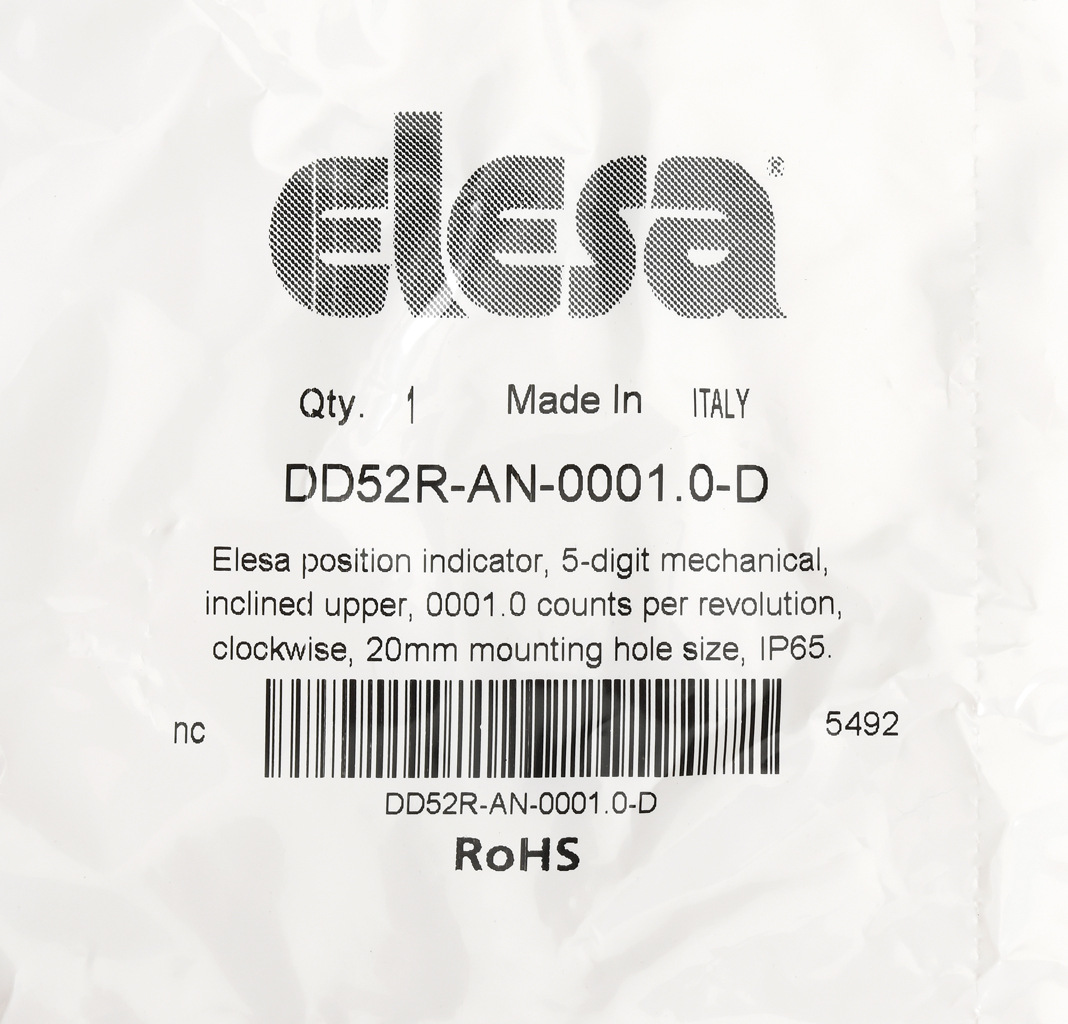 elesa®
Qty. 1 Made In ITALY
DD52R-AN-0001.0-D
Elesa position indicator, 5-digit mechanical,
inclined upper, 0001.0 counts per revolution,
clockwise, 20mm mounting hole size, IP65.
nc 5492
DD52R-AN-0001.0-D
RoHS